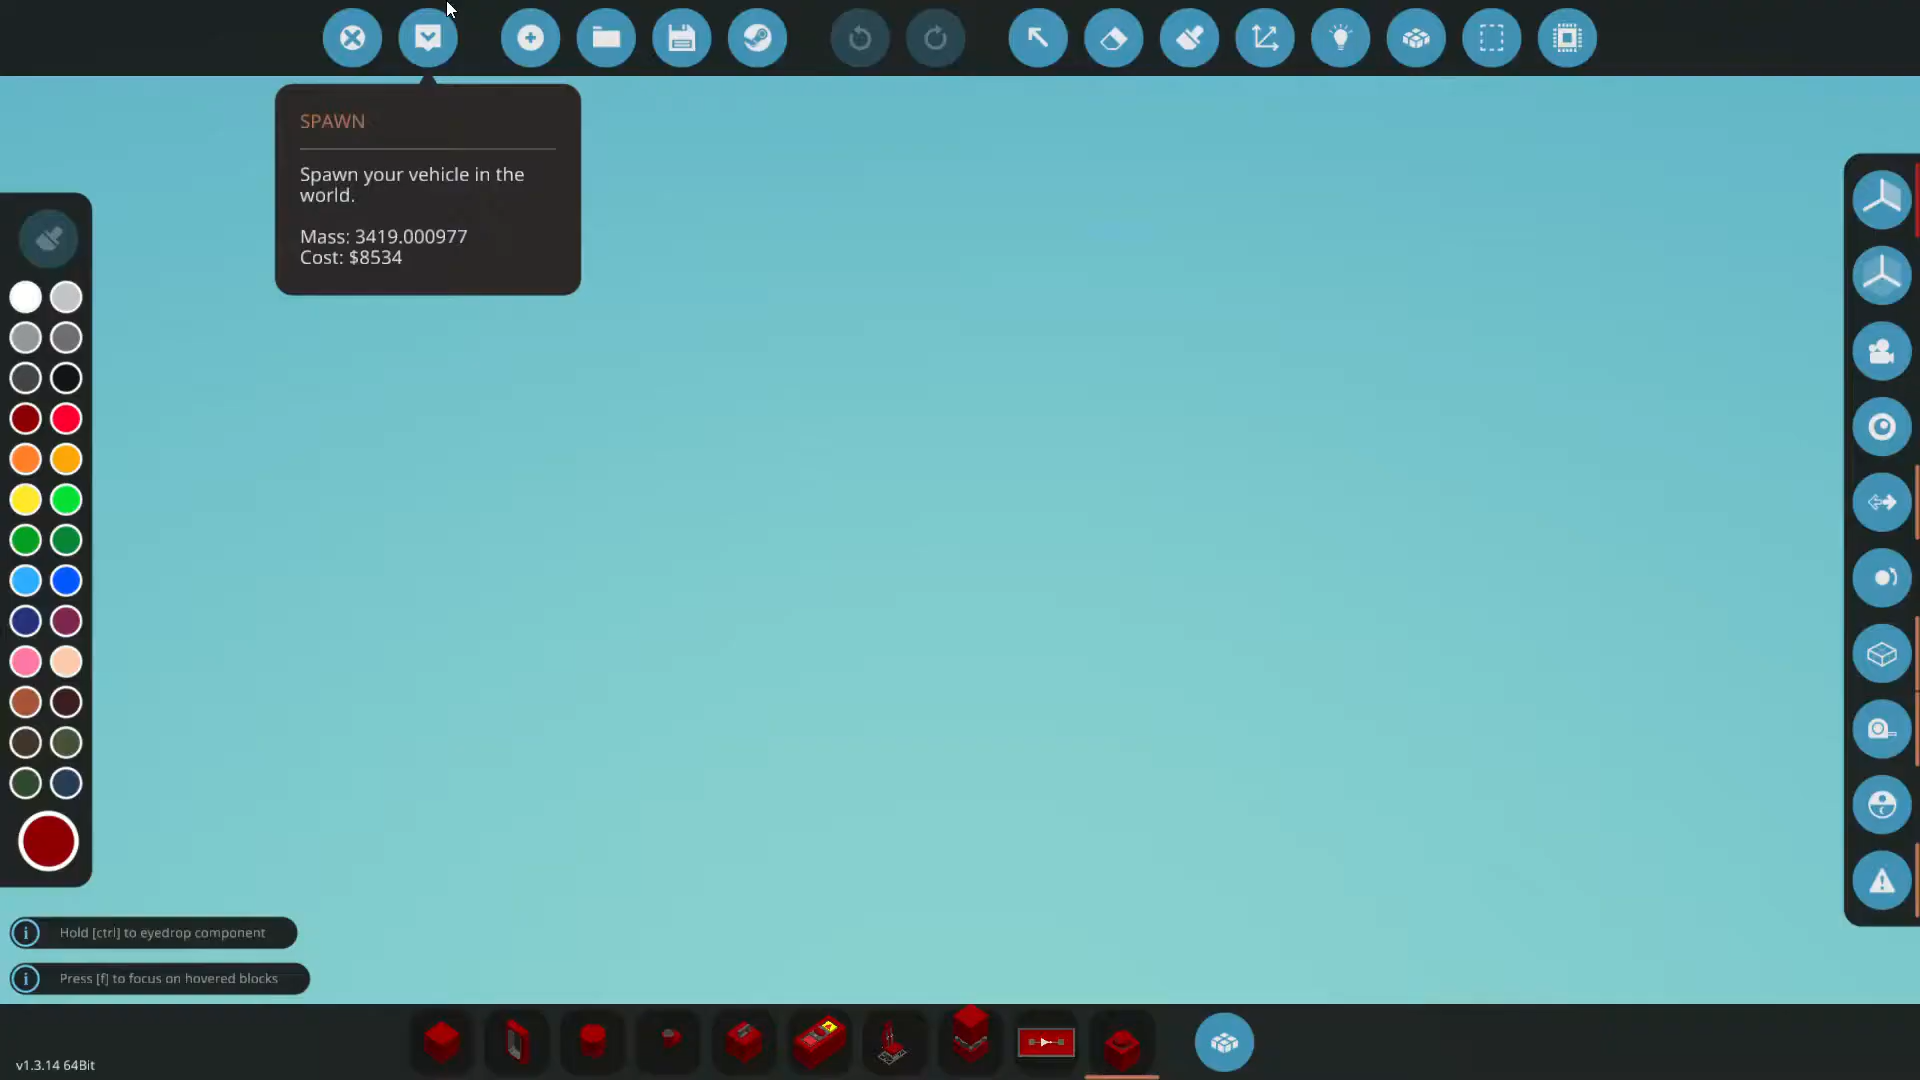 SPAWN
Spawn your vehicle in the
world.
Mass: 3419.000977
Cost: $8534
Hold [ctrl] to eyedrop component
Press [f] to focus on hovered blocks
v1.3.14 64Bit